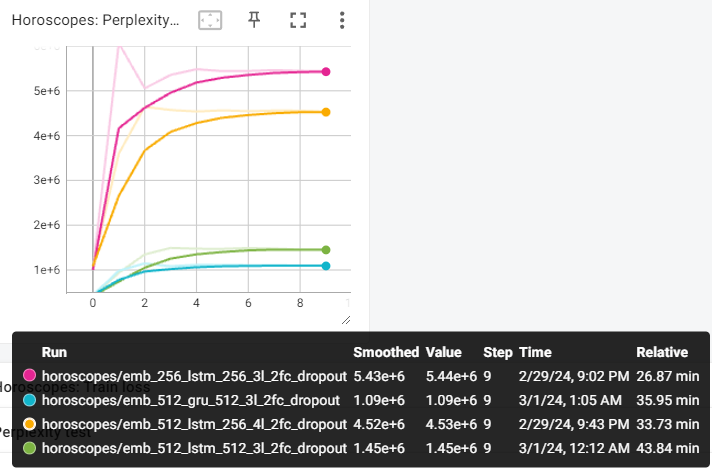 Horoscopes: Perplexity...
5e+6
4e+6
3e+6
2e+6
1e+6
0 2 4 6 8
Run Smoothed Value Step Time Relative
horoscopes/emb_256_lstm_256_3l_2fc_dropout 5.43e+6 5.44e+6 9 2/29/24, 9:02 PM 26.87 min
horoscopes/emb_512_gru_512_3l_2fc_dropout 1.09e+6 1.09e+6 9 3/1/24, 1:05 AM 35.95 min
horoscopes/emb_512_lstm_256_4l_2fc_dropout 4.52e+6 4.53e+6 9 2/29/24, 9:43 PM 33.73 min
horoscopes/emb_512_lstm_512_3l_2fc_dropout 1.45e+6 1.45e+6 9 3/1/24, 12:12 AM 43.84 min